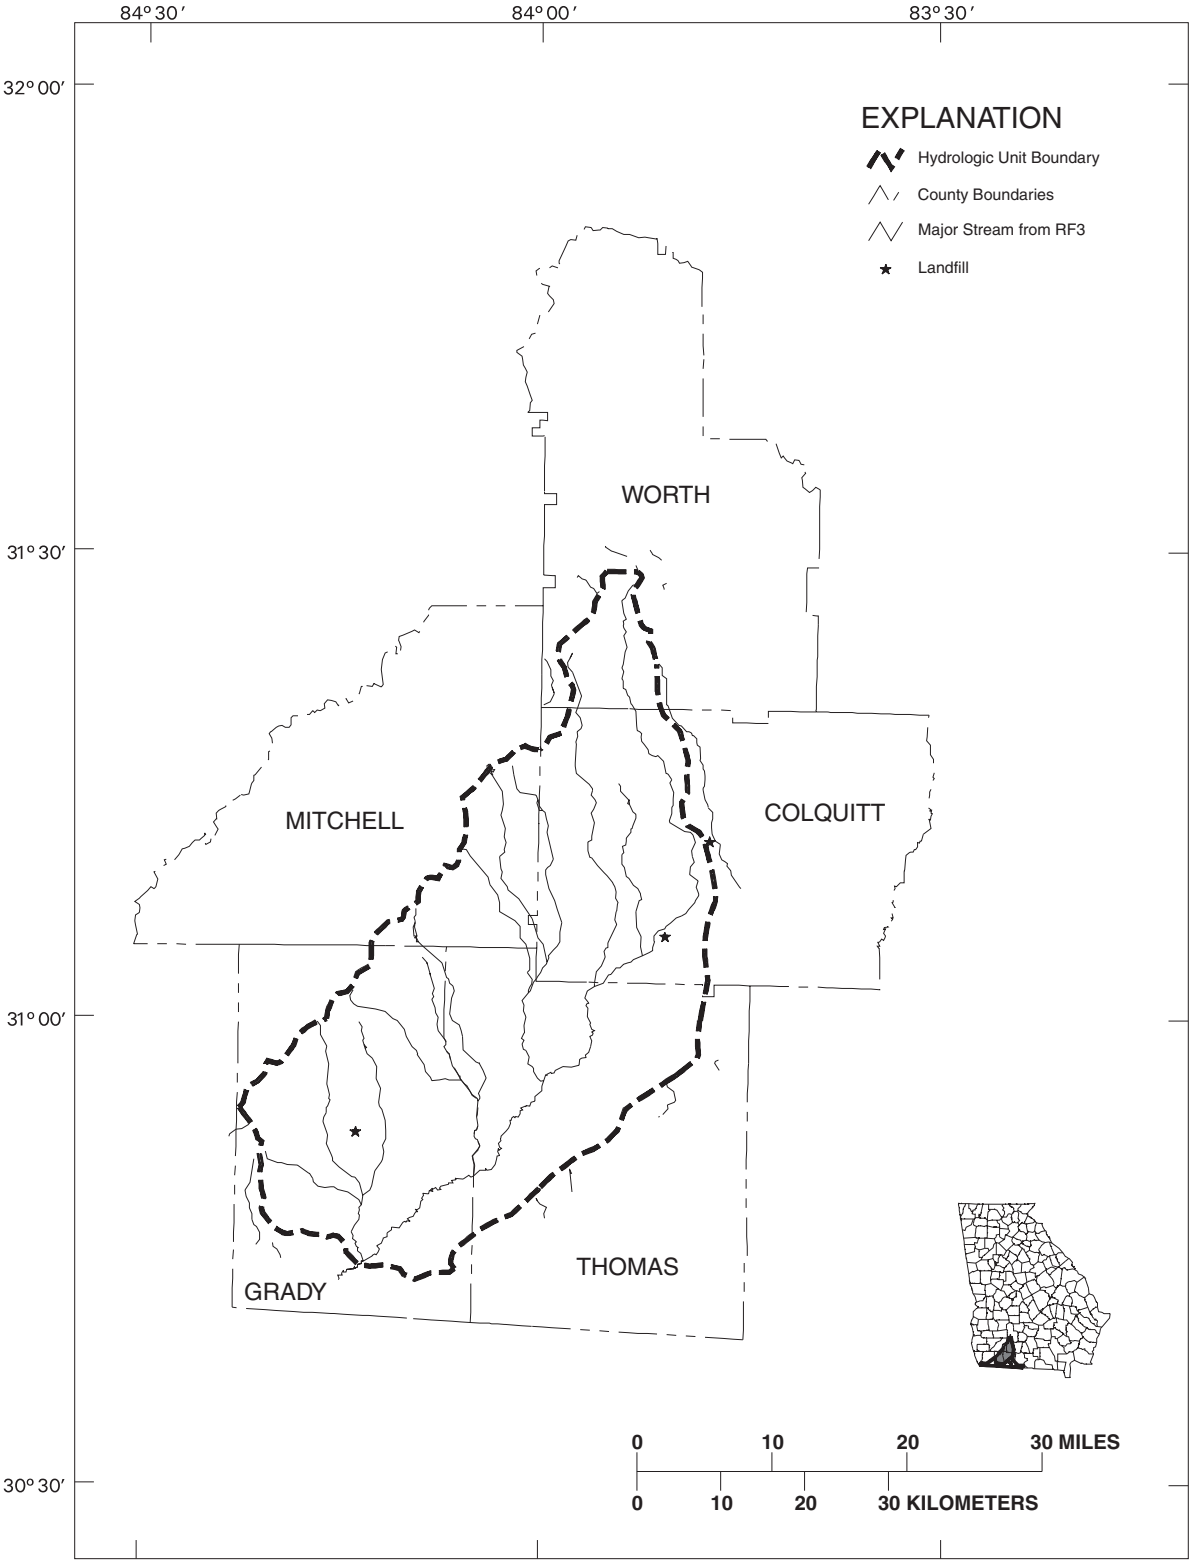 84° 30′
84° 00′
83° 30′
32° 00′
EXPLANATION
Hydrologic Unit Boundary
County Boundaries
Major Stream from RF3
Landfill
WORTH
31° 30′
MITCHELL
COLQUITT
31° 00′
THOMAS
GRADY
0 10 20 30 MILES
30° 30′
0 10 20 30 KILOMETERS